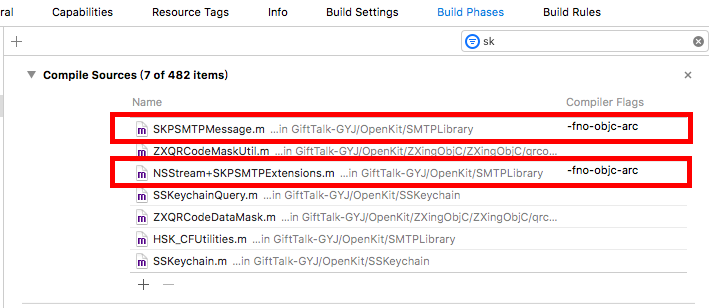 ral Capabilities Resource Tags Info Build Settings Build Phases Build Rules
sk
Compile Sources (7 of 482 items)
Name Compiler Flags
SKPSMTPMessage.m ...in GiftTalk-GYJ/OpenKit/SMTPLibrary -fno-objc-arc
ZXQRCodeMaskUtil.m ...in GiftTalk-GYJ/OpenKit/ZXingObjC/ZXingObjC/qrco...
NSStream+SKPSMTPExtensions.m ...in GiftTalk-GYJ/OpenKit/SMTPLibrary -fno-objc-arc
SSKeychainQuery.m ...in GiftTalk-GYJ/OpenKit/SSKeychain
ZXQRCodeDataMask.m ...in GiftTalk-GYJ/OpenKit/ZXingObjC/ZXingObjC/qrc...
HSK_CFUtilities.m ...in GiftTalk-GYJ/OpenKit/SMTPLibrary
SSKeychain.m ...in GiftTalk-GYJ/OpenKit/SSKeychain